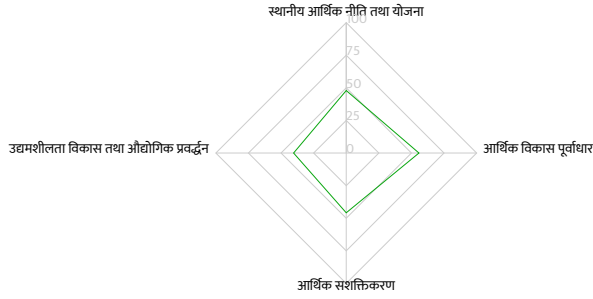 स्थानीय आर्थिक नीति तथा योजना
100
75
50
25
0
उद्यमशीलता विकास तथा औद्योगिक प्रवर्द्धन
आर्थिक विकास पूर्वाधार
आर्थिक सशक्तिकरण